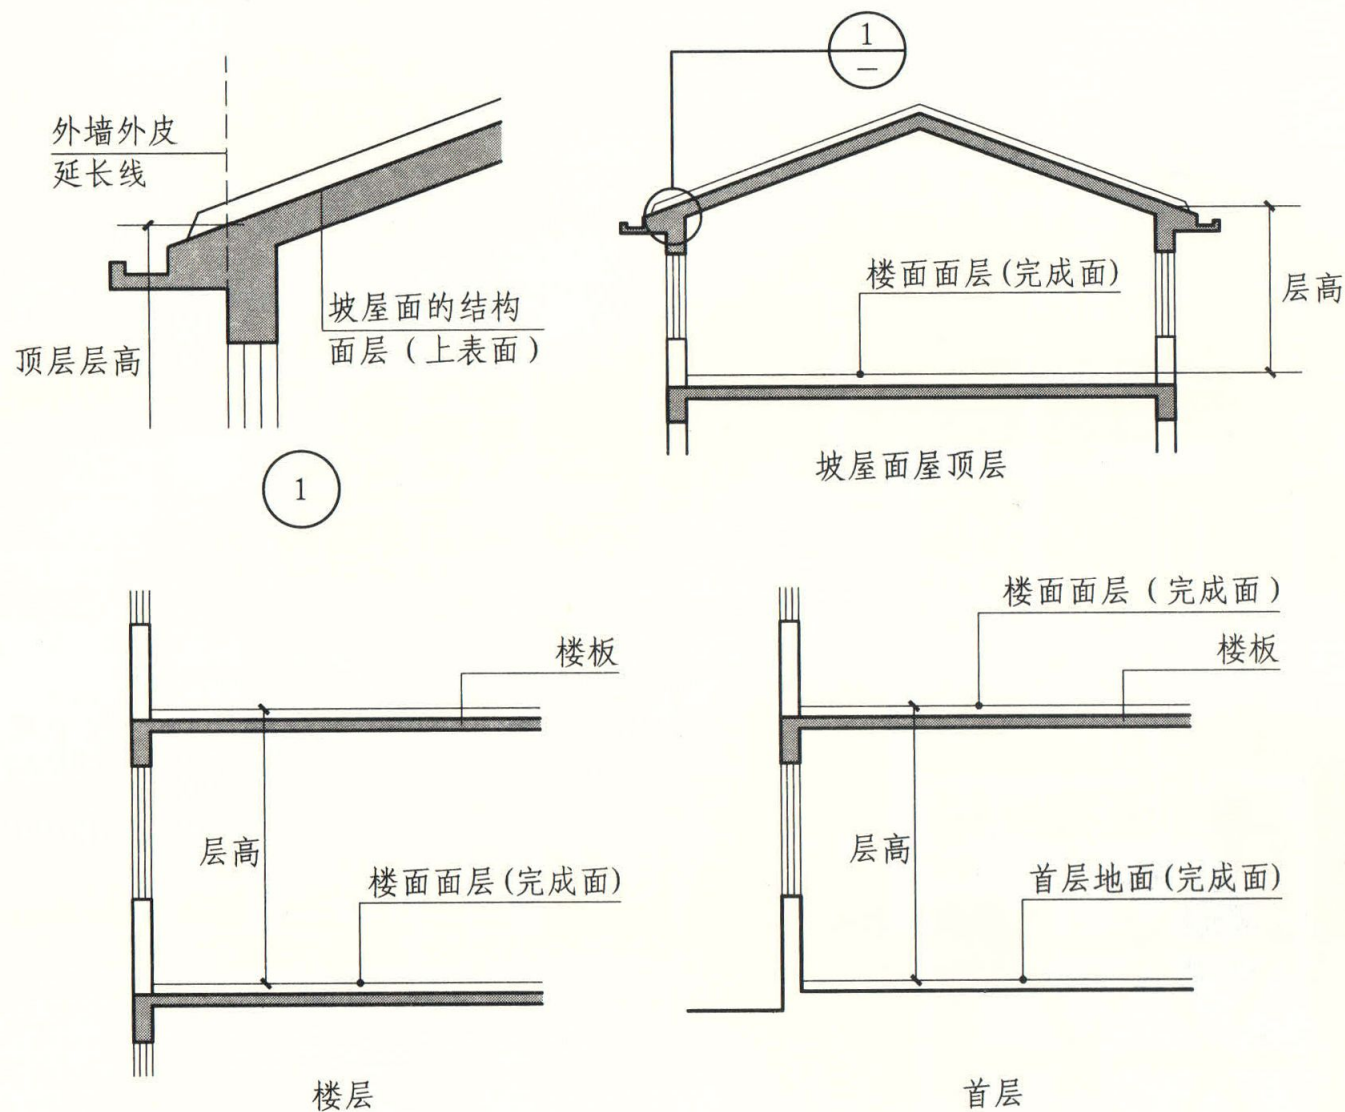 外墙外皮
延长线
坡屋面的结构
面层(上表面)
顶层层高
1
1
—
楼面面层(完成面)
层高
坡屋面屋顶层
楼板
层高
楼面面层(完成面)
楼层
楼面面层(完成面)
楼板
层高
首层地面(完成面)
首层